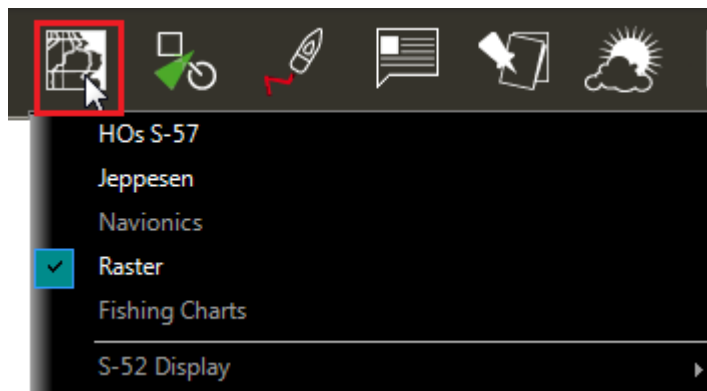 HOs S-57
Jeppesen
Navionics
Raster
Fishing Charts
S-52 Display